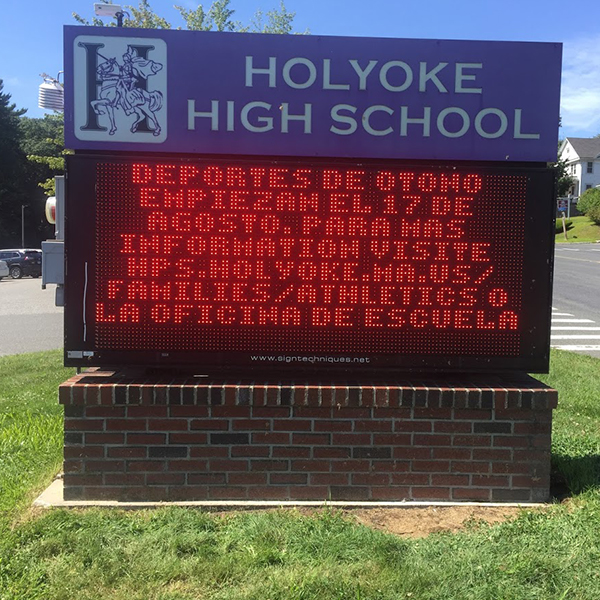 H
HOLYOKE
HIGH SCHOOL
DEPORTES DE OTONO
EMPIEZAN EL 17 DE
AGOSTO. PARA MAS
INFORMATION VISITE
HPS.HOLYOKE.MA.US/
FAMILIES/ATHLETICS O
LA OFICINA DE ESCUELA
www.signtechniques.net